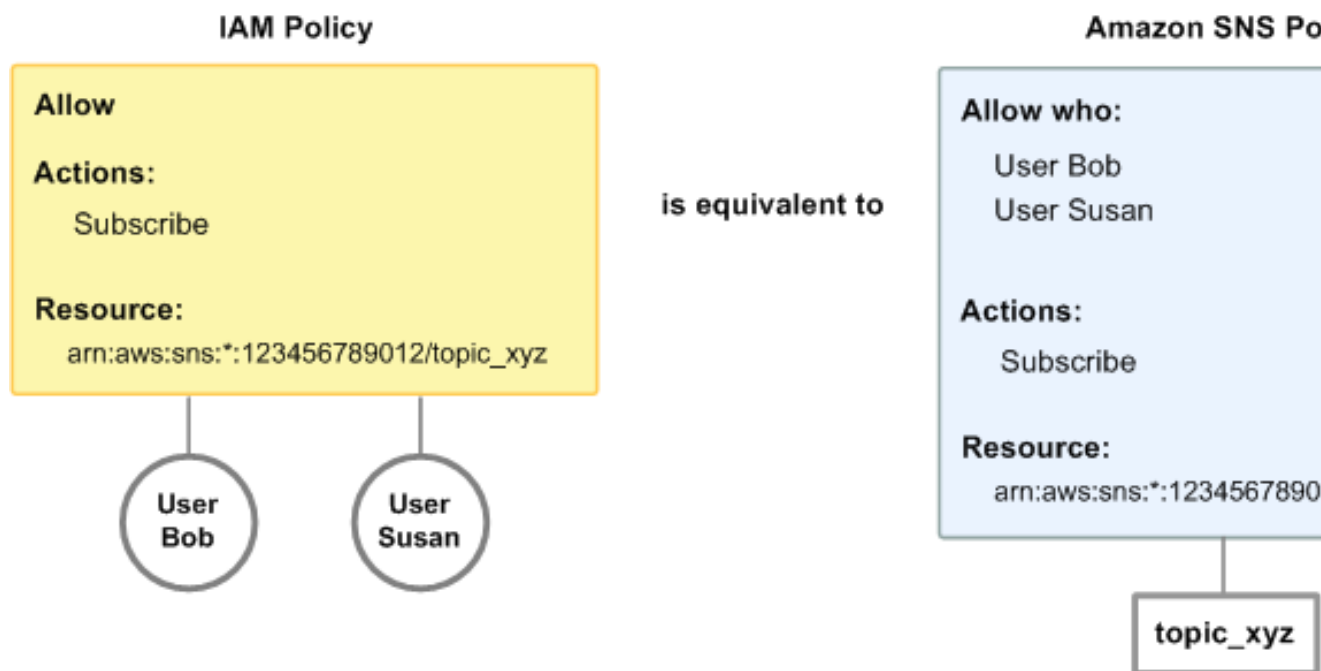 IAM Policy
Allow
Actions:
Subscribe
Resource:
arn:aws:sns:*:123456789012/topic_xyz
User
Bob
User
Susan
is equivalent to
Amazon SNS Po
Allow who:
User Bob
User Susan
Actions:
Subscribe
Resource:
arn:aws:sns:*:1234567890
topic_xyz